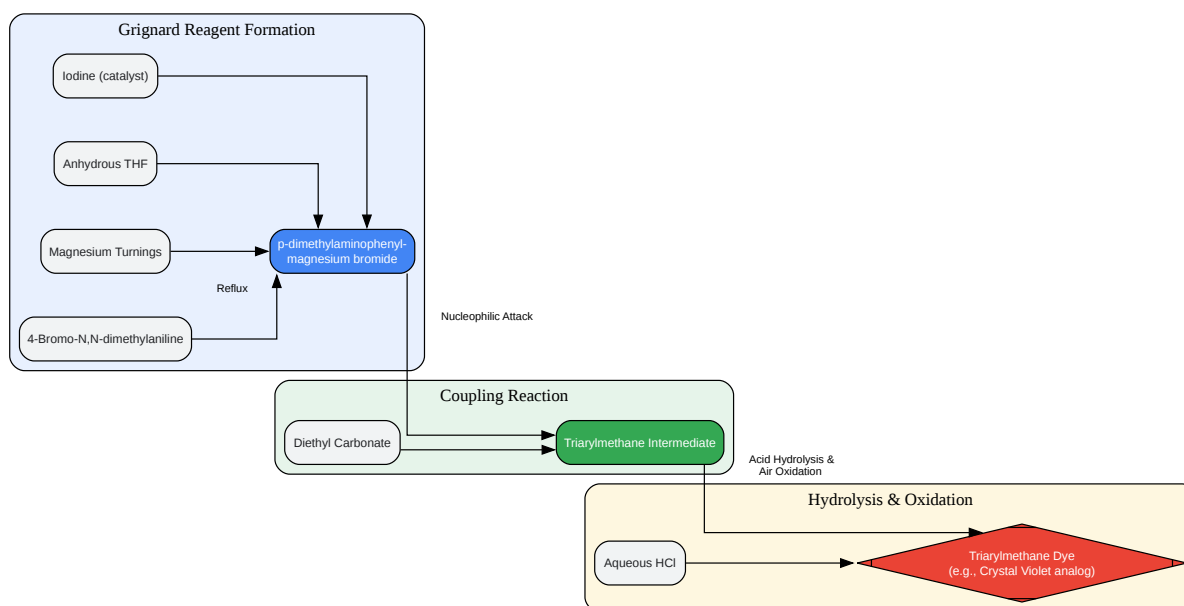 Grignard Reagent Formation
Iodine (catalyst)
Anhydrous THF
Magnesium Turnings
p-dimethylaminophenyl-
magnesium bromide
Reflux
4-Bromo-N,N-dimethylaniline
Nucleophilic Attack
Coupling Reaction
Diethyl Carbonate
Triarylmethane Intermediate
Acid Hydrolysis &
Air Oxidation
Hydrolysis & Oxidation
Aqueous HCl
Triarylmethane Dye
(e.g., Crystal Violet analog)